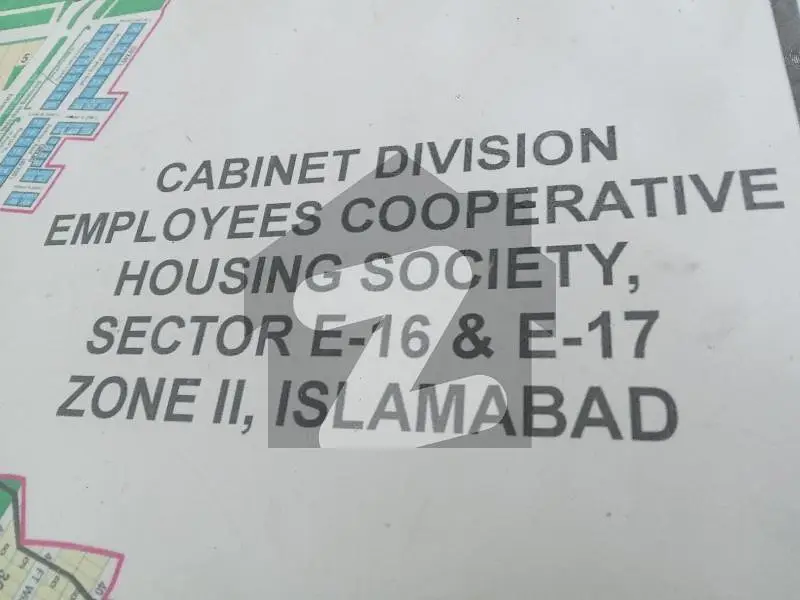 CABINET DIVISION
EMPLOYEES COOPERATIVE
HOUSING SOCIETY,
SECTOR E-16 & E-17
ZONE II, ISLAMABAD